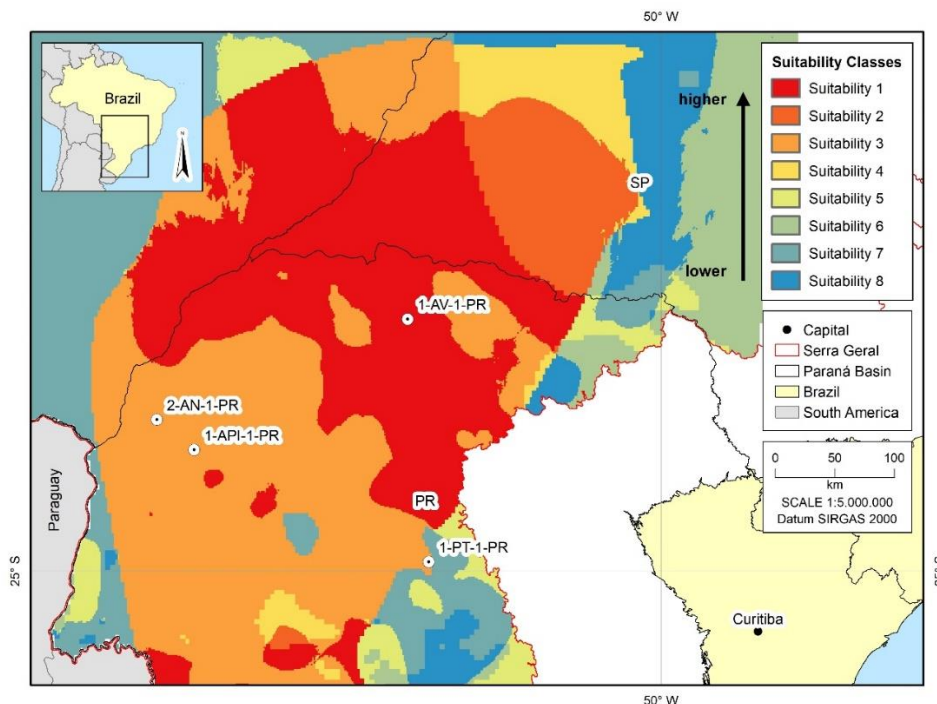 50° W
Brazil
N
Suitability Classes
higher
lower
Suitability 1
Suitability 2
Suitability 3
Suitability 4
Suitability 5
Suitability 6
Suitability 7
Suitability 8
SP
1-AV-1-PR
Capital
Serra Geral
Paraná Basin
Brazil
South America
2-AN-1-PR
1-API-1-PR
0 50 100
km
SCALE 1:5.000.000
Datum SIRGAS 2000
Paraguay
PR
1-PT-1-PR
25° S
Curitiba
50° W